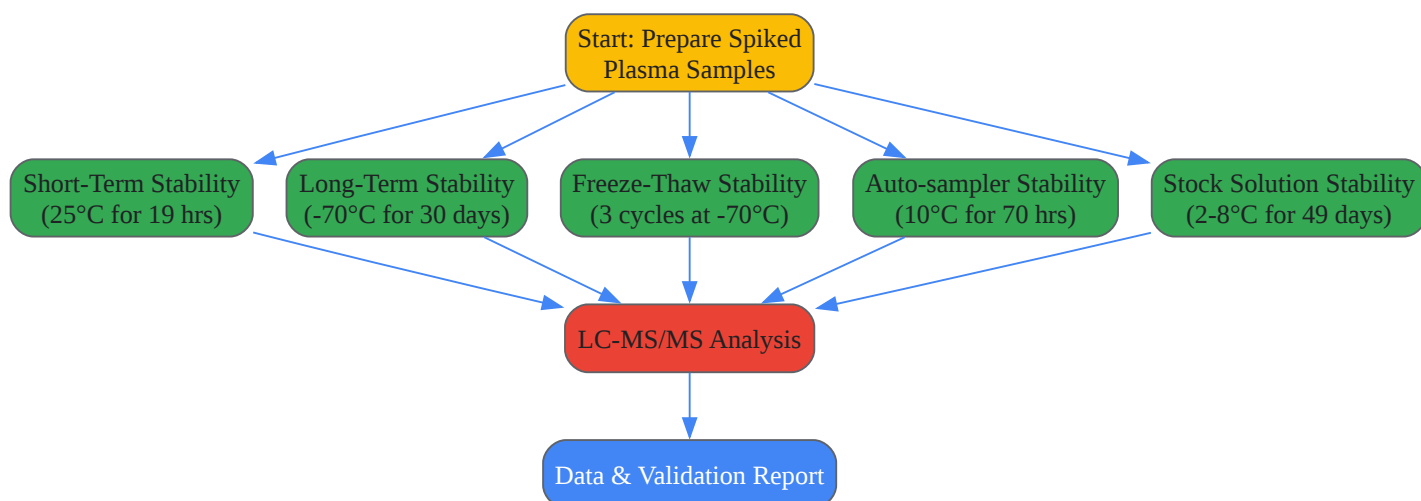 Start: Prepare Spiked
Plasma Samples
Short-Term Stability
(25°C for 19 hrs)
Long-Term Stability
(-70°C for 30 days)
Freeze-Thaw Stability
(3 cycles at -70°C)
Auto-sampler Stability
(10°C for 70 hrs)
Stock Solution Stability
(2-8°C for 49 days)
LC-MS/MS Analysis
Data & Validation Report